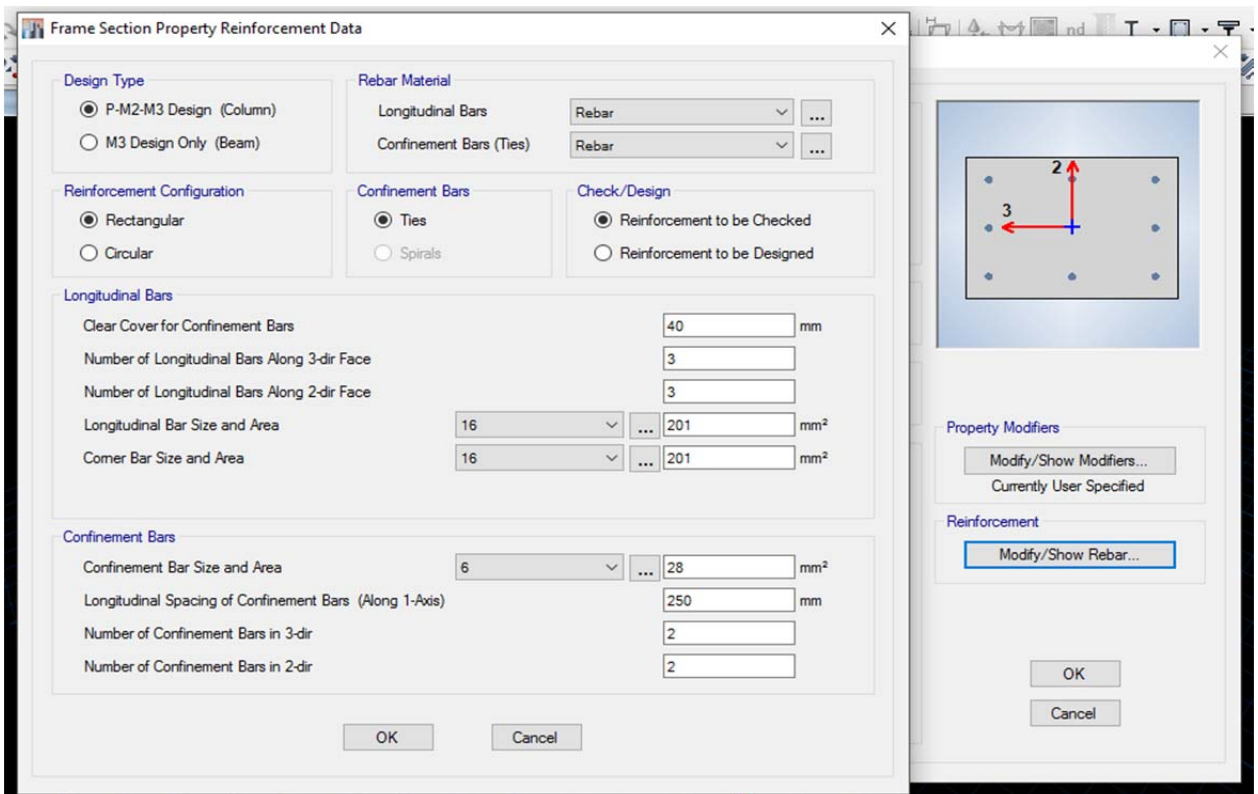 Frame Section Property Reinforcement Data
nd
Design Type
P-M2-M3 Design (Column)
M3 Design Only (Beam)
Rebar Material
Longitudinal Bars Rebar ...
Confinement Bars (Ties) Rebar ...
Reinforcement Configuration
Rectangular
Circular
Confinement Bars
Ties
Spirals
Check/Design
Reinforcement to be Checked
Reinforcement to be Designed
Longitudinal Bars
Clear Cover for Confinement Bars 40 mm
Number of Longitudinal Bars Along 3-dir Face 3
Number of Longitudinal Bars Along 2-dir Face 3
Longitudinal Bar Size and Area 16 ... 201 mm²
Corner Bar Size and Area 16 ... 201 mm²
Confinement Bars
Confinement Bar Size and Area 6 ... 28 mm²
Longitudinal Spacing of Confinement Bars (Along 1-Axis) 250 mm
Number of Confinement Bars in 3-dir 2
Number of Confinement Bars in 2-dir 2
OK Cancel
2
3
Property Modifiers
Modify/Show Modifiers...
Currently User Specified
Reinforcement
Modify/Show Rebar...
OK
Cancel